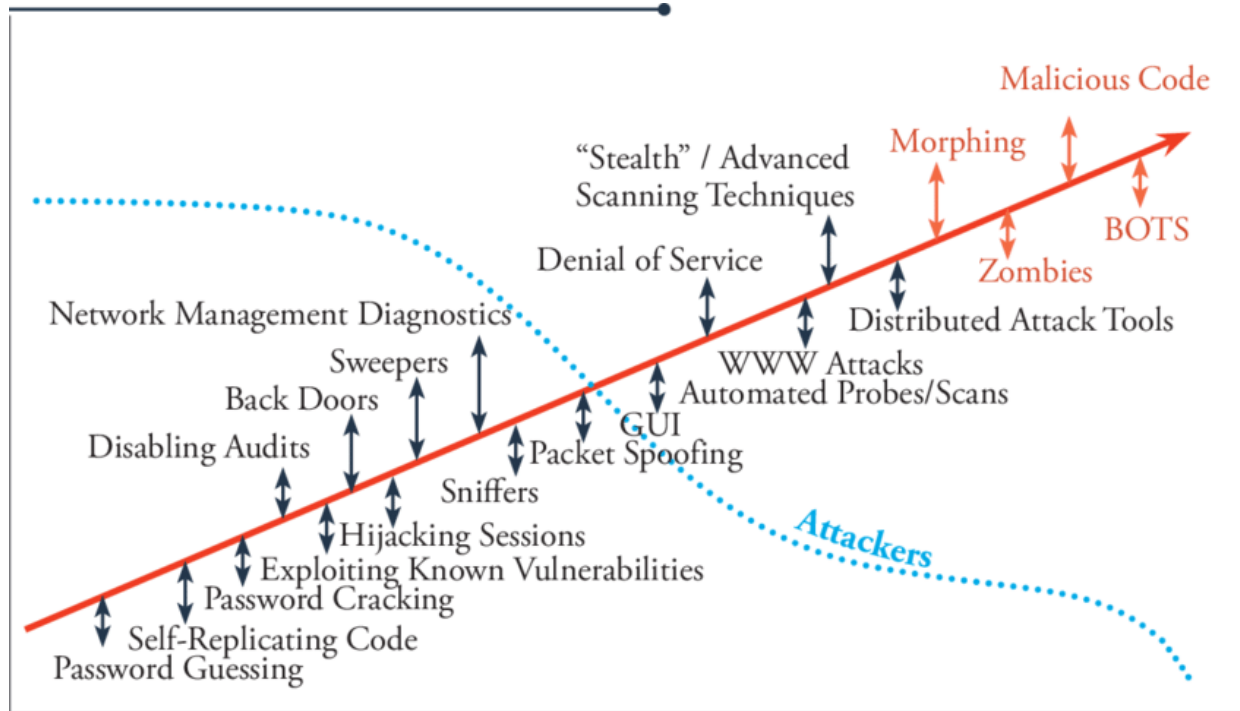 Malicious Code
Morphing
“Stealth” / Advanced
Scanning Techniques
BOTS
Denial of Service
Zombies
Network Management Diagnostics
Distributed Attack Tools
Sweepers
WWW Attacks
Automated Probes/Scans
Back Doors
GUI
Disabling Audits
Packet Spoofing
Sniffers
Attackers
Hijacking Sessions
Exploiting Known Vulnerabilities
Password Cracking
Self-Replicating Code
Password Guessing